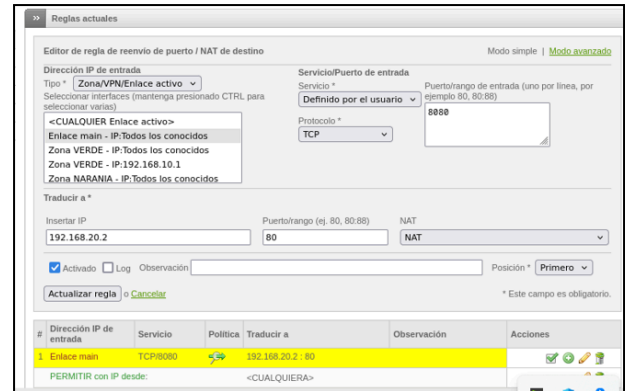 » Reglas actuales
Editor de regla de reenvío de puerto / NAT de destino
Modo simple | Modo avanzado
Dirección IP de entrada
Tipo * Zona/VPN/Enlace activo
Seleccionar interfaces (mantenga presionado CTRL para
seleccionar varias)
<CUALQUIER Enlace activo>
Enlace main - IP:Todos los conocidos
Zona VERDE - IP:Todos los conocidos
Zona VERDE - IP:192.168.10.1
Zona NARANJA - IP:Todos los conocidos
Servicio/Puerto de entrada
Servicio *
Definido por el usuario
Protocolo *
TCP
Puerto/rango de entrada (uno por línea, por
ejemplo 80, 80:88)
8080
Traducir a *
Insertar IP
192.168.20.2
Puerto/rango (ej. 80, 80:88)
80
NAT
NAT
Activado Log Observación
Posición * Primero
Actualizar regla o Cancelar
* Este campo es obligatorio.
# Dirección IP de entrada Servicio Política Traducir a Observación Acciones
1 Enlace main TCP/8080 192.168.20.2 : 80
PERMITIR con IP desde: <CUALQUIERA>